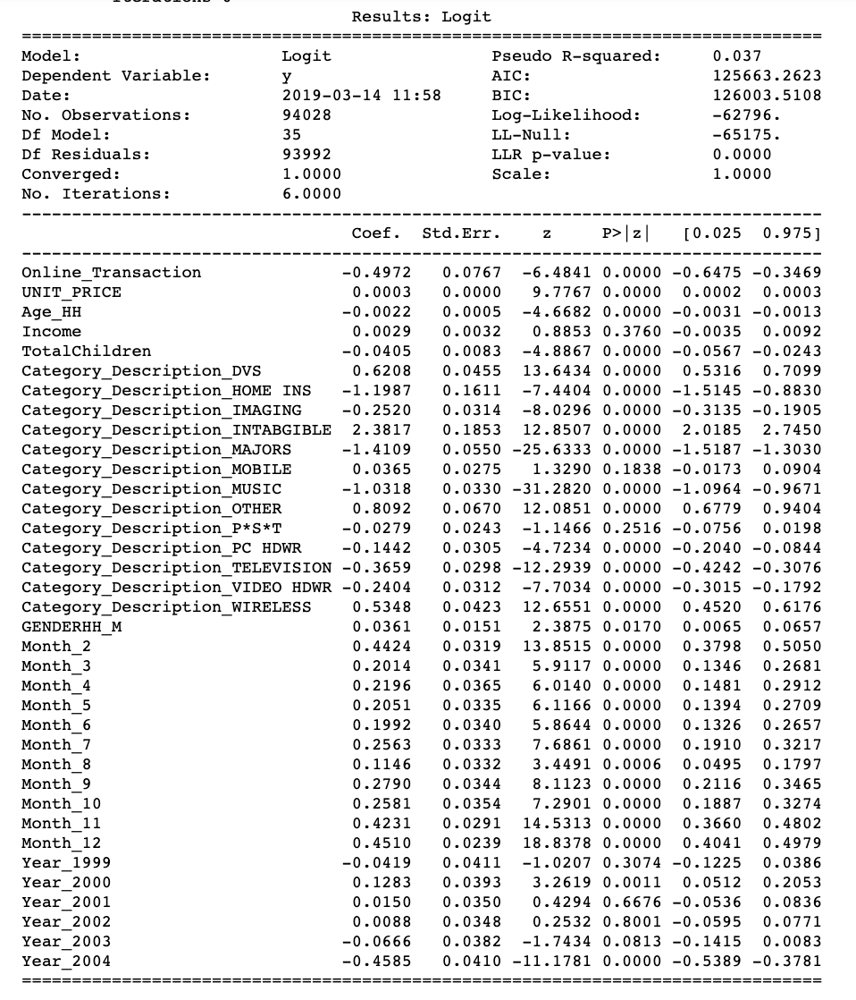 Results: Logit
Model: Logit Pseudo R-squared: 0.037
Dependent Variable: y AIC: 125663.2623
Date: 2019-03-14 11:58 BIC: 126003.5108
No. Observations: 94028 Log-Likelihood: -62796.
Df Model: 35 LL-Null: -65175.
Df Residuals: 93992 LLR p-value: 0.0000
Converged: 1.0000 Scale: 1.0000
No. Iterations: 6.0000
Coef. Std.Err. z P>|z| [0.025 0.975]
Online_Transaction -0.4972 0.0767 -6.4841 0.0000 -0.6475 -0.3469
UNIT_PRICE 0.0003 0.0000 9.7767 0.0000 0.0002 0.0003
Age_HH -0.0022 0.0005 -4.6682 0.0000 -0.0031 -0.0013
Income 0.0029 0.0032 0.8853 0.3760 -0.0035 0.0092
TotalChildren -0.0405 0.0083 -4.8867 0.0000 -0.0567 -0.0243
Category_Description_DVS 0.6208 0.0455 13.6434 0.0000 0.5316 0.7099
Category_Description_HOME INS -1.1987 0.1611 -7.4404 0.0000 -1.5145 -0.8830
Category_Description_IMAGING -0.2520 0.0314 -8.0296 0.0000 -0.3135 -0.1905
Category_Description_INTABGIBLE 2.3817 0.1853 12.8507 0.0000 2.0185 2.7450
Category_Description_MAJORS -1.4109 0.0550 -25.6333 0.0000 -1.5187 -1.3030
Category_Description_MOBILE 0.0365 0.0275 1.3290 0.1838 -0.0173 0.0904
Category_Description_MUSIC -1.0318 0.0330 -31.2820 0.0000 -1.0964 -0.9671
Category_Description_OTHER 0.8092 0.0670 12.0851 0.0000 0.6779 0.9404
Category_Description_P*S*T -0.0279 0.0243 -1.1466 0.2516 -0.0756 0.0198
Category_Description_PC HDWR -0.1442 0.0305 -4.7234 0.0000 -0.2040 -0.0844
Category_Description_TELEVISION -0.3659 0.0298 -12.2939 0.0000 -0.4242 -0.3076
Category_Description_VIDEO HDWR -0.2404 0.0312 -7.7034 0.0000 -0.3015 -0.1792
Category_Description_WIRELESS 0.5348 0.0423 12.6551 0.0000 0.4520 0.6176
GENDERHH_M 0.0361 0.0151 2.3875 0.0170 0.0065 0.0657
Month_2 0.4424 0.0319 13.8515 0.0000 0.3798 0.5050
Month_3 0.2014 0.0341 5.9117 0.0000 0.1346 0.2681
Month_4 0.2196 0.0365 6.0140 0.0000 0.1481 0.2912
Month_5 0.2051 0.0335 6.1166 0.0000 0.1394 0.2709
Month_6 0.1992 0.0340 5.8644 0.0000 0.1326 0.2657
Month_7 0.2563 0.0333 7.6861 0.0000 0.1910 0.3217
Month_8 0.1146 0.0332 3.4491 0.0006 0.0495 0.1797
Month_9 0.2790 0.0344 8.1123 0.0000 0.2116 0.3465
Month_10 0.2581 0.0354 7.2901 0.0000 0.1887 0.3274
Month_11 0.4231 0.0291 14.5313 0.0000 0.3660 0.4802
Month_12 0.4510 0.0239 18.8378 0.0000 0.4041 0.4979
Year_1999 -0.0419 0.0411 -1.0207 0.3074 -0.1225 0.0386
Year_2000 0.1283 0.0393 3.2619 0.0011 0.0512 0.2053
Year_2001 0.0150 0.0350 0.4294 0.6676 -0.0536 0.0836
Year_2002 0.0088 0.0348 0.2532 0.8001 -0.0595 0.0771
Year_2003 -0.0666 0.0382 -1.7434 0.0813 -0.1415 0.0083
Year_2004 -0.4585 0.0410 -11.1781 0.0000 -0.5389 -0.3781